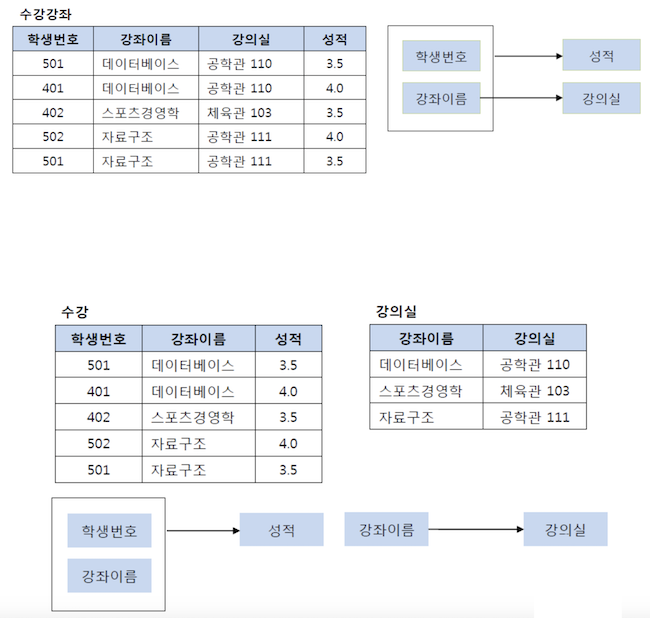 수강강좌
학생번호 강좌이름 강의실 성적
501 데이터베이스 공학관 110 3.5
401 데이터베이스 공학관 110 4.0
402 스포츠경영학 체육관 103 3.5
502 자료구조 공학관 111 4.0
501 자료구조 공학관 111 3.5
학생번호 성적
강좌이름 강의실
수강
학생번호 강좌이름 성적
501 데이터베이스 3.5
401 데이터베이스 4.0
402 스포츠경영학 3.5
502 자료구조 4.0
501 자료구조 3.5
강의실
강좌이름 강의실
데이터베이스 공학관 110
스포츠경영학 체육관 103
자료구조 공학관 111
학생번호 성적
강좌이름
강좌이름 강의실